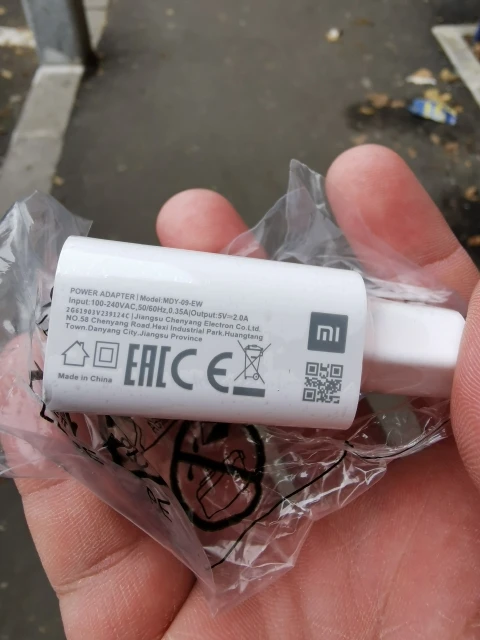 POWER ADAPTER | Model: MDY-09-EW
Input:100-240VAC,50/60Hz,0.35A|Output:5V⎓2.0A
26G1903V239124C | Jiangsu Chenyang Electron Co.Ltd.
NO.58 Chenyang Road.Hexi Industrial Park.Huangtang
Town.Danyang City.Jiangsu Province
mi
EAC CE
Made in China